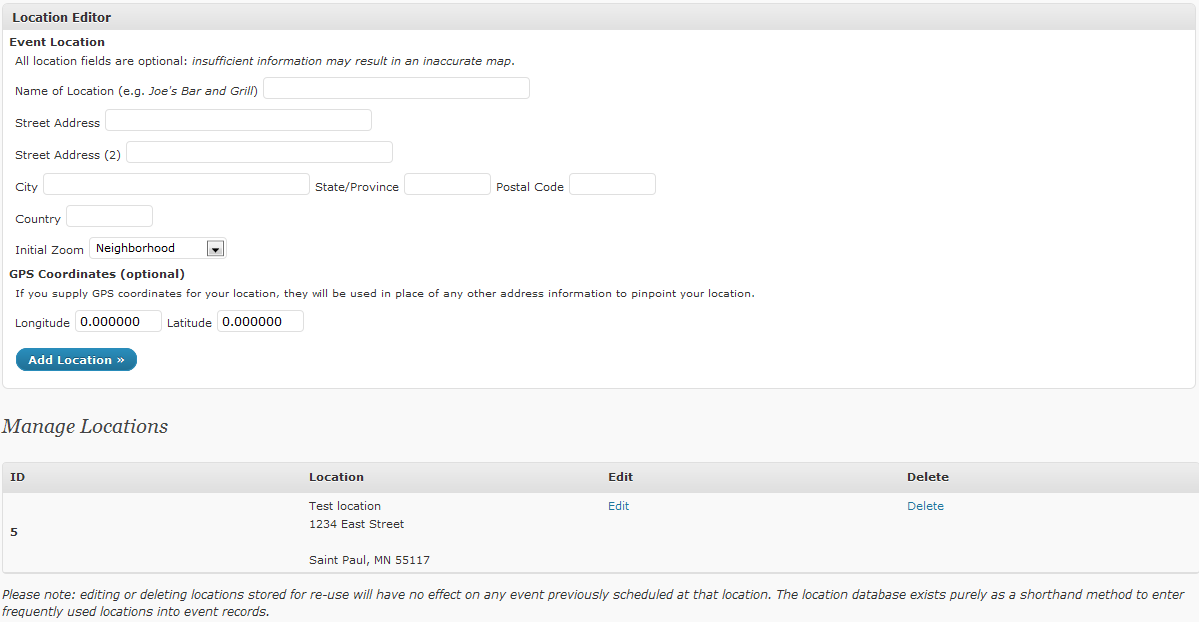 Location Editor
Event Location
All location fields are optional: insufficient information may result in an inaccurate map.
Name of Location (e.g. Joe's Bar and Grill)
Street Address
Street Address (2)
City State/Province Postal Code
Country
Initial Zoom Neighborhood
GPS Coordinates (optional)
If you supply GPS coordinates for your location, they will be used in place of any other address information to pinpoint your location.
Longitude 0.000000 Latitude 0.000000
Add Location »
Manage Locations
ID Location Edit Delete
Test location Edit Delete
1234 East Street
5
Saint Paul, MN 55117
Please note: editing or deleting locations stored for re-use will have no effect on any event previously scheduled at that location. The location database exists purely as a shorthand method to enter
frequently used locations into event records.